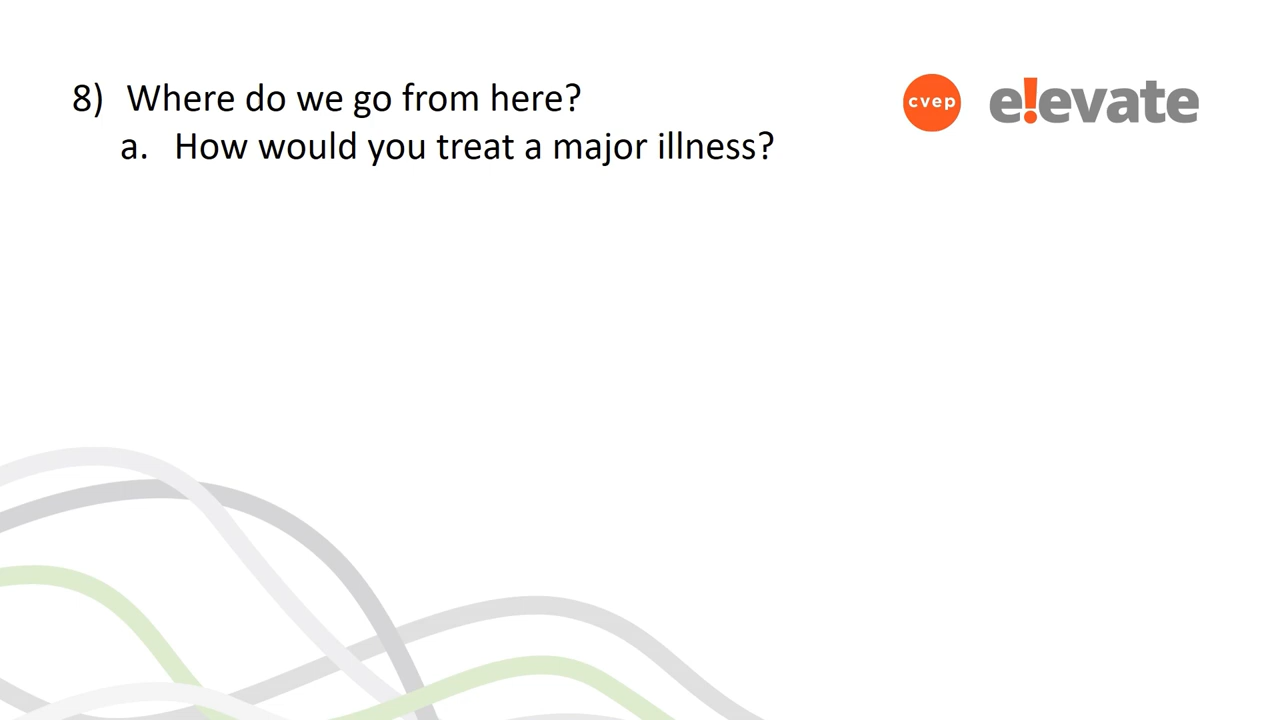 8) Where do we go from here?
a. How would you treat a major illness?
cvep e!evate